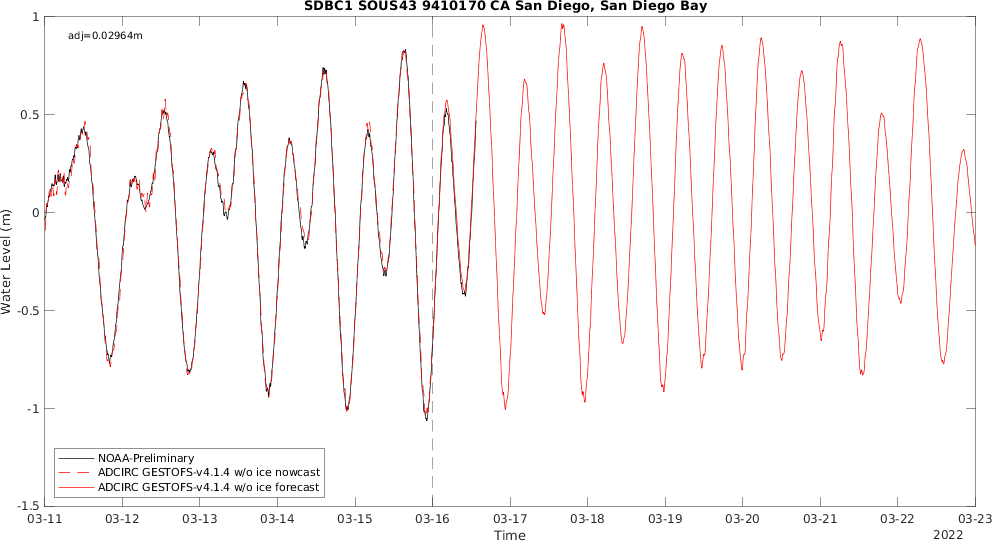 SDBC1 SOUS43 9410170 CA San Diego, San Diego Bay
adj=0.02964m
1
0.5
0
-0.5
-1
-1.5
Water Level (m)
NOAA-Preliminary
ADCIRC GESTOFS-v4.1.4 w/o ice nowcast
ADCIRC GESTOFS-v4.1.4 w/o ice forecast
03-11 03-12 03-13 03-14 03-15 03-16 03-17 03-18 03-19 03-20 03-21 03-22 03-23
Time
2022